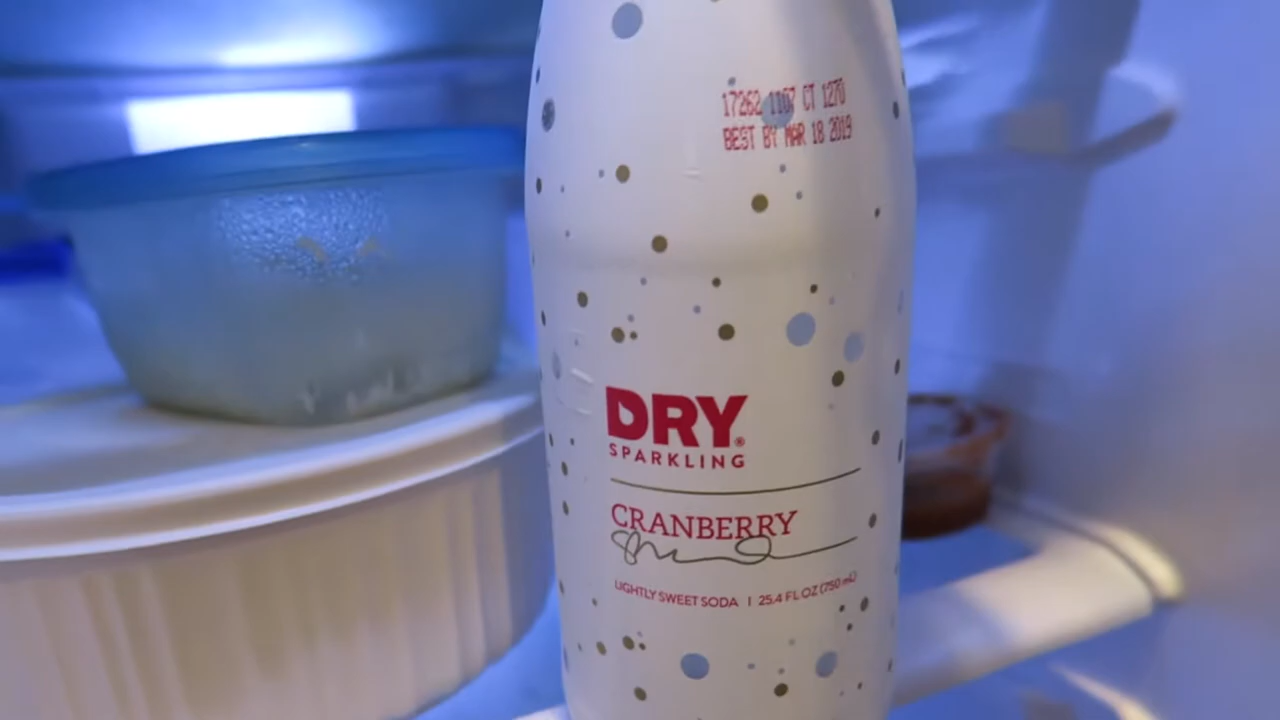 17262 1107 CT 1270
BEST BY MAR 18 2019
DRY®
SPARKLING
CRANBERRY
LIGHTLY SWEET SODA | 25.4 FL OZ (750 mL)